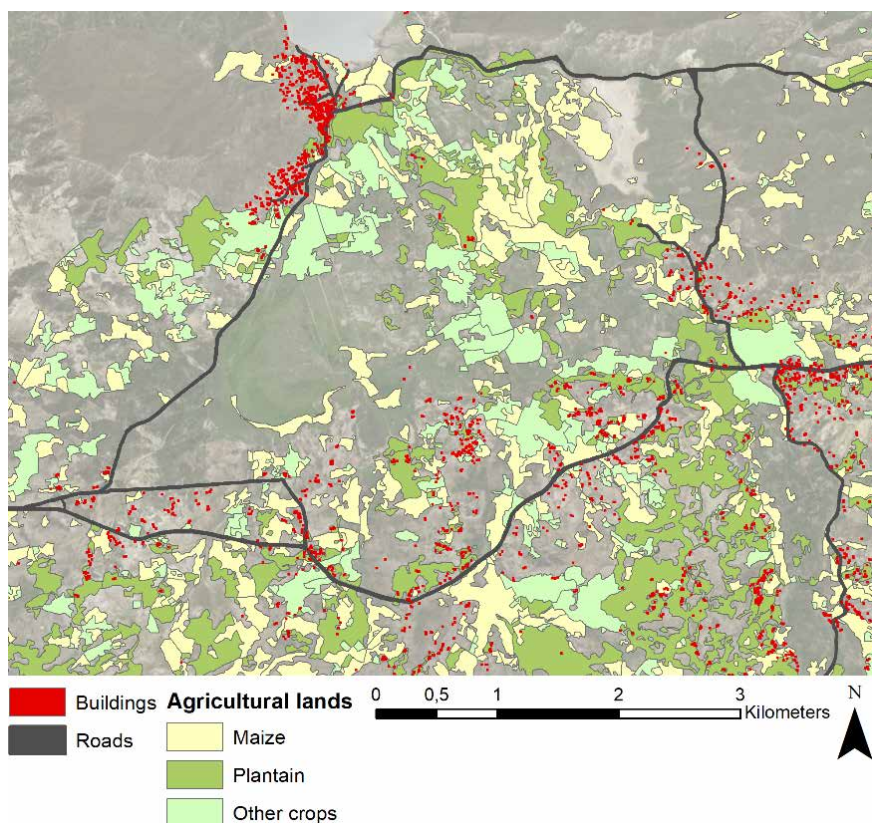 Buildings
Roads
Agricultural lands
Maize
Plantain
Other crops
0 0,5 1 2 3
Kilometers
N